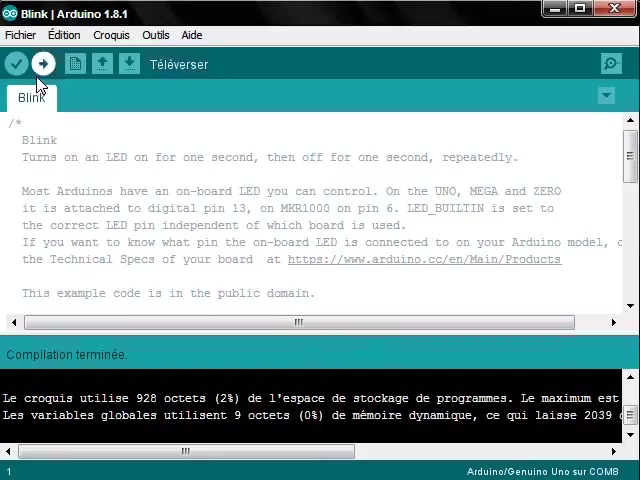 Blink | Arduino 1.8.1
Fichier Édition Croquis Outils Aide
Téléverser
Blink
/*
Blink
Turns on an LED on for one second, then off for one second, repeatedly.
Most Arduinos have an on-board LED you can control. On the UNO, MEGA and ZERO
it is attached to digital pin 13, on MKR1000 on pin 6. LED_BUILTIN is set to
the correct LED pin independent of which board is used.
If you want to know what pin the on-board LED is connected to on your Arduino model, c
the Technical Specs of your board at https://www.arduino.cc/en/Main/Products
This example code is in the public domain.
Compilation terminée.
Le croquis utilise 928 octets (2%) de l'espace de stockage de programmes. Le maximum est
Les variables globales utilisent 9 octets (0%) de mémoire dynamique, ce qui laisse 2039
1
Arduino/Genuino Uno sur COM8